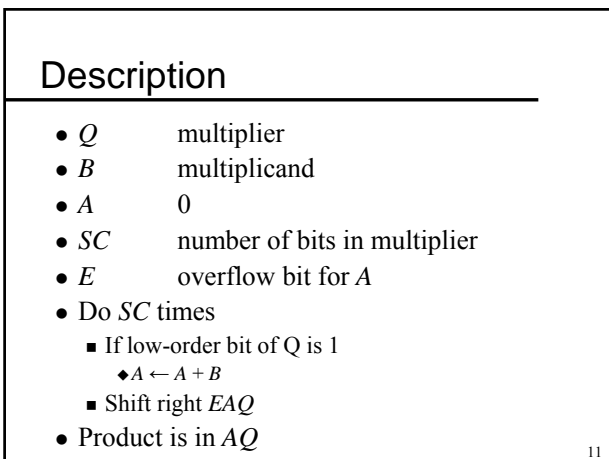 Description
● Q multiplier
● B multiplicand
● A 0
● SC number of bits in multiplier
● E overflow bit for A
● Do SC times
■ If low-order bit of Q is 1
◆A ← A + B
■ Shift right EAQ
● Product is in AQ
11